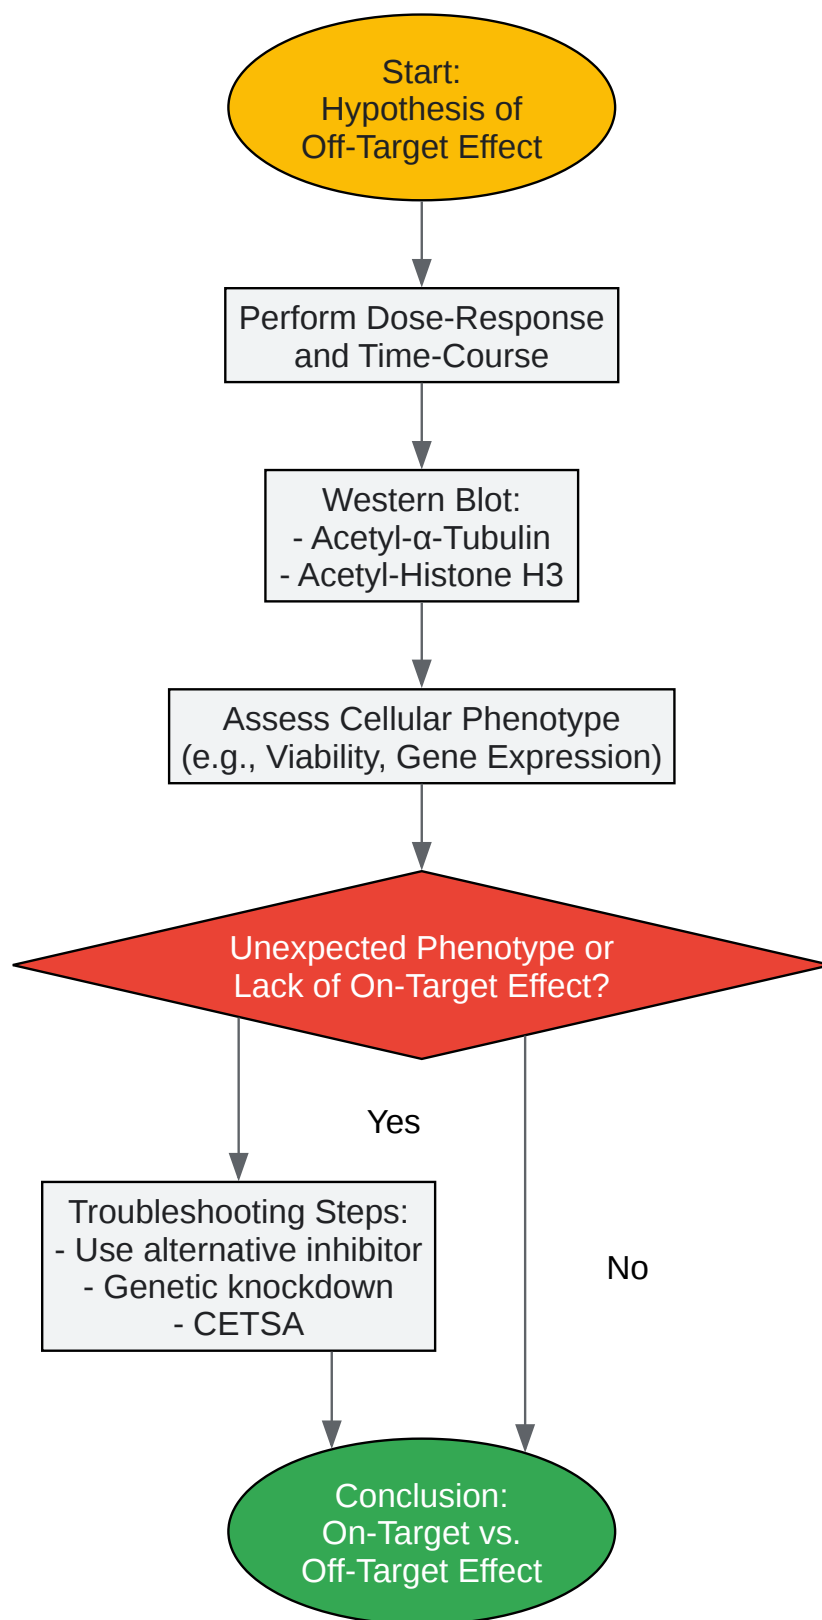 Start:
Hypothesis of
Off-Target Effect
Perform Dose-Response
and Time-Course
Western Blot:
- Acetyl-α-Tubulin
- Acetyl-Histone H3
Assess Cellular Phenotype
(e.g., Viability, Gene Expression)
Unexpected Phenotype or
Lack of On-Target Effect?
Yes
Troubleshooting Steps:
- Use alternative inhibitor
- Genetic knockdown
- CETSA
No
Conclusion:
On-Target vs.
Off-Target Effect